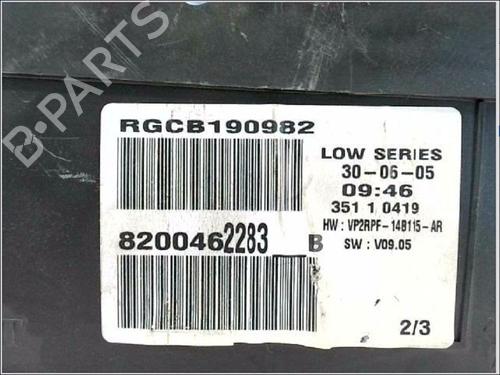 B-PARTS
RGCB190982
LOW SERIES
30-06-05
09:46
351 1 0419
HW : VP2RPF-14B115-AR
SW : V09.05
8200462283__B
2/3